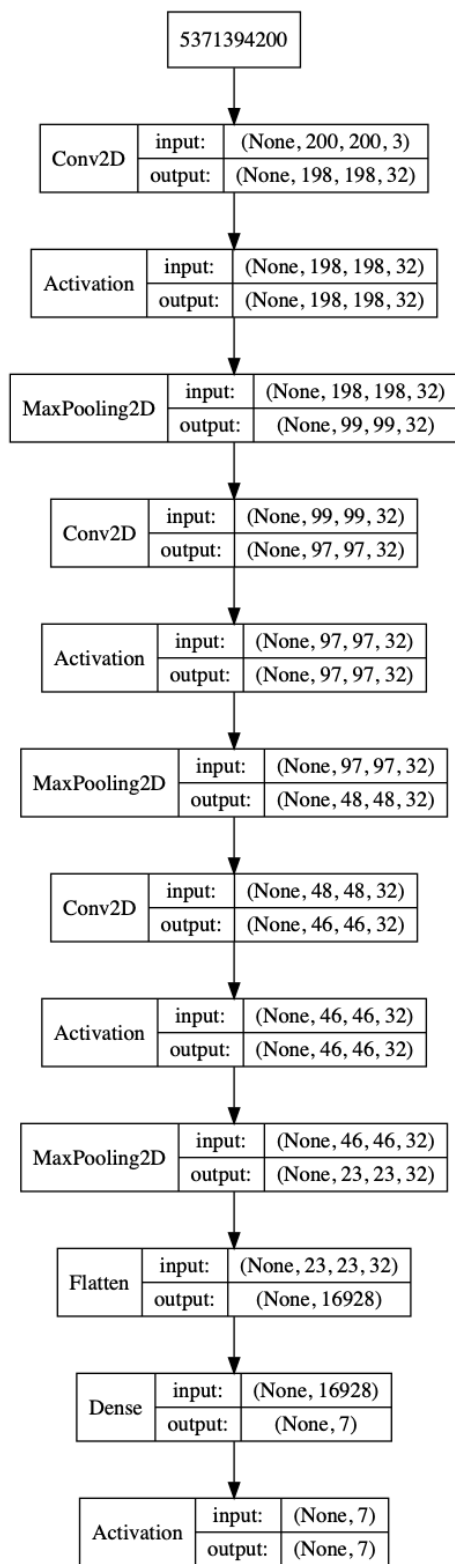 5371394200
Conv2D
input: (None, 200, 200, 3)
output: (None, 198, 198, 32)
Activation
input: (None, 198, 198, 32)
output: (None, 198, 198, 32)
MaxPooling2D
input: (None, 198, 198, 32)
output: (None, 99, 99, 32)
Conv2D
input: (None, 99, 99, 32)
output: (None, 97, 97, 32)
Activation
input: (None, 97, 97, 32)
output: (None, 97, 97, 32)
MaxPooling2D
input: (None, 97, 97, 32)
output: (None, 48, 48, 32)
Conv2D
input: (None, 48, 48, 32)
output: (None, 46, 46, 32)
Activation
input: (None, 46, 46, 32)
output: (None, 46, 46, 32)
MaxPooling2D
input: (None, 46, 46, 32)
output: (None, 23, 23, 32)
Flatten
input: (None, 23, 23, 32)
output: (None, 16928)
Dense
input: (None, 16928)
output: (None, 7)
Activation
input: (None, 7)
output: (None, 7)